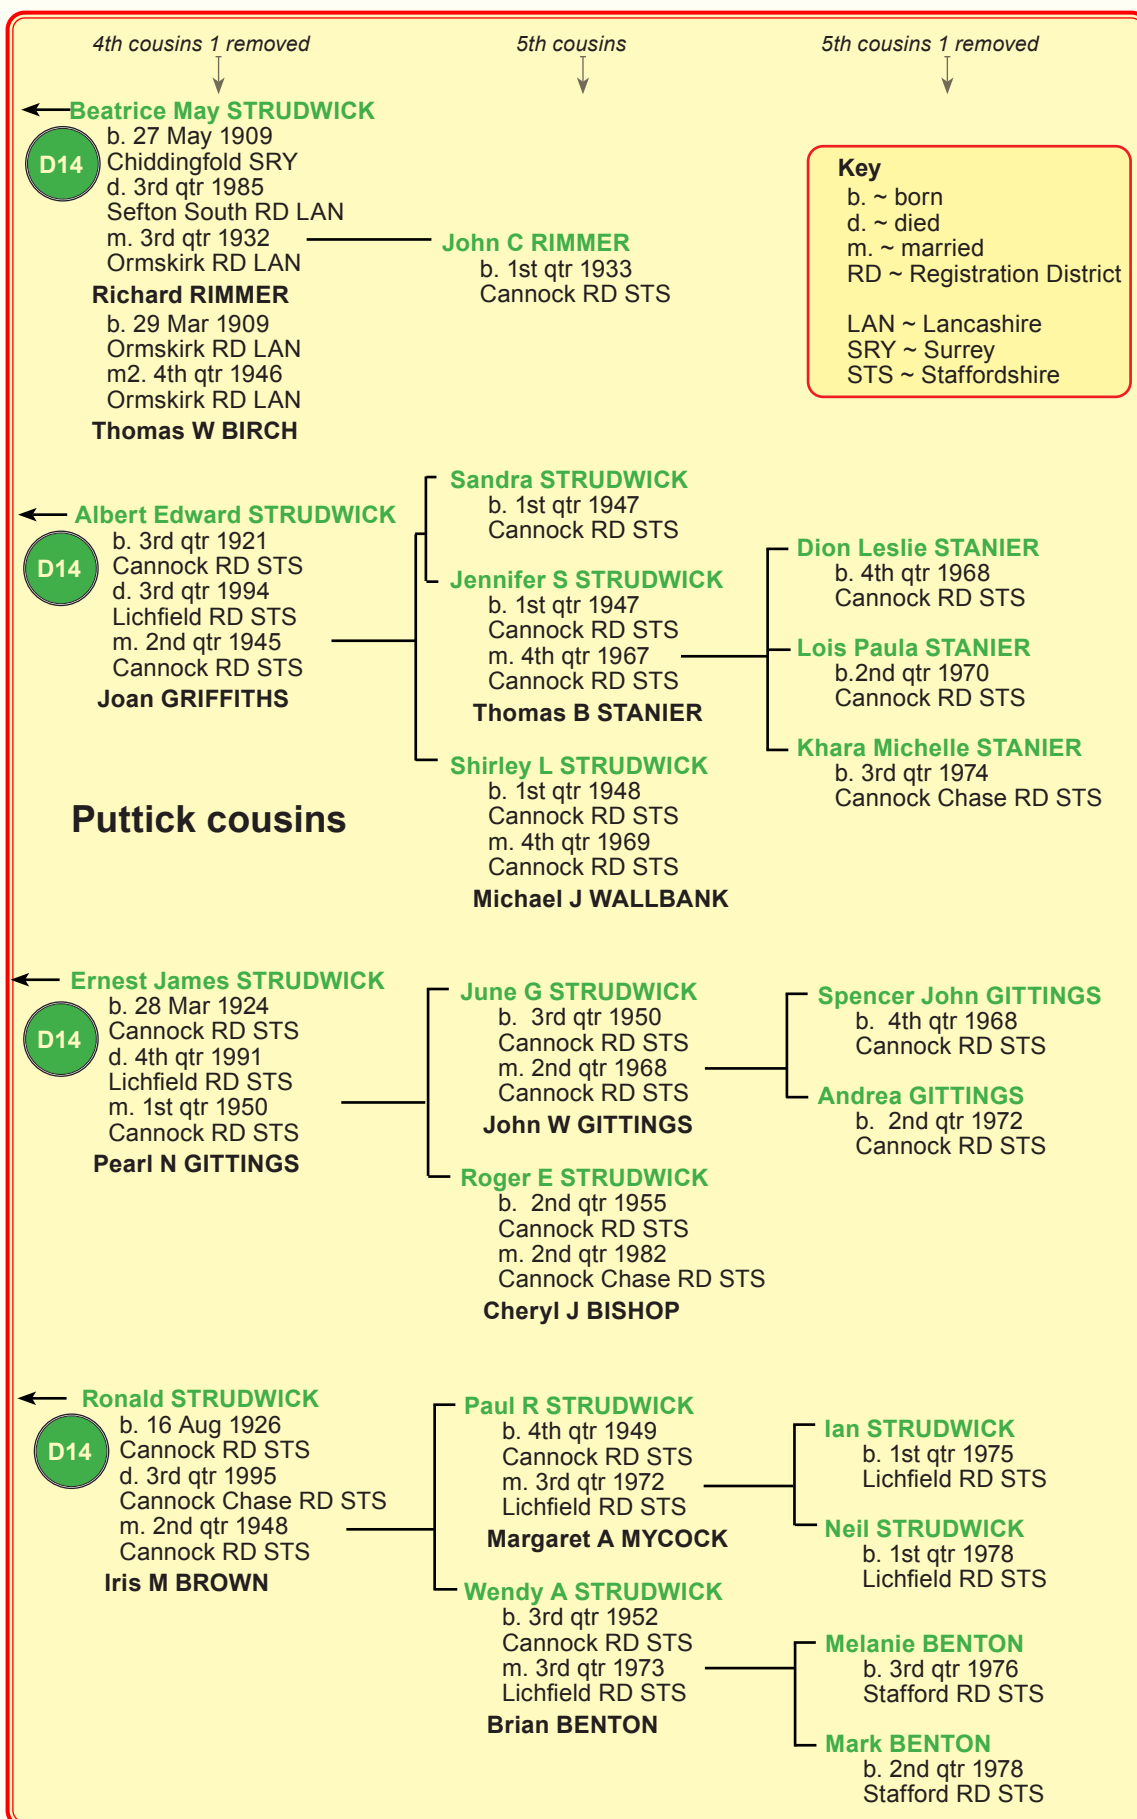 4th cousins 1 removed
5th cousins
5th cousins 1 removed
Beatrice May STRUDWICK
D14
b. 27 May 1909
Chiddingfold SRY
d. 3rd qtr 1985
Sefton South RD LAN
m. 3rd qtr 1932
Ormskirk RD LAN
Richard RIMMER
b. 29 Mar 1909
Ormskirk RD LAN
m2. 4th qtr 1946
Ormskirk RD LAN
Thomas W BIRCH
John C RIMMER
b. 1st qtr 1933
Cannock RD STS
Key
b. ~ born
d. ~ died
m. ~ married
RD ~ Registration District
LAN ~ Lancashire
SRY ~ Surrey
STS ~ Staffordshire
Albert Edward STRUDWICK
D14
b. 3rd qtr 1921
Cannock RD STS
d. 3rd qtr 1994
Lichfield RD STS
m. 2nd qtr 1945
Cannock RD STS
Joan GRIFFITHS
Sandra STRUDWICK
b. 1st qtr 1947
Cannock RD STS
Jennifer S STRUDWICK
b. 1st qtr 1947
Cannock RD STS
m. 4th qtr 1967
Cannock RD STS
Thomas B STANIER
Shirley L STRUDWICK
b. 1st qtr 1948
Cannock RD STS
m. 4th qtr 1969
Cannock RD STS
Michael J WALLBANK
Dion Leslie STANIER
b. 4th qtr 1968
Cannock RD STS
Lois Paula STANIER
b.2nd qtr 1970
Cannock RD STS
Khara Michelle STANIER
b. 3rd qtr 1974
Cannock Chase RD STS
Puttick cousins
Ernest James STRUDWICK
D14
b. 28 Mar 1924
Cannock RD STS
d. 4th qtr 1991
Lichfield RD STS
m. 1st qtr 1950
Cannock RD STS
Pearl N GITTINGS
June G STRUDWICK
b. 3rd qtr 1950
Cannock RD STS
m. 2nd qtr 1968
Cannock RD STS
John W GITTINGS
Roger E STRUDWICK
b. 2nd qtr 1955
Cannock RD STS
m. 2nd qtr 1982
Cannock Chase RD STS
Cheryl J BISHOP
Spencer John GITTINGS
b. 4th qtr 1968
Cannock RD STS
Andrea GITTINGS
b. 2nd qtr 1972
Cannock RD STS
Ronald STRUDWICK
D14
b. 16 Aug 1926
Cannock RD STS
d. 3rd qtr 1995
Cannock Chase RD STS
m. 2nd qtr 1948
Cannock RD STS
Iris M BROWN
Paul R STRUDWICK
b. 4th qtr 1949
Cannock RD STS
m. 3rd qtr 1972
Lichfield RD STS
Margaret A MYCOCK
Wendy A STRUDWICK
b. 3rd qtr 1952
Cannock RD STS
m. 3rd qtr 1973
Lichfield RD STS
Brian BENTON
Ian STRUDWICK
b. 1st qtr 1975
Lichfield RD STS
Neil STRUDWICK
b. 1st qtr 1978
Lichfield RD STS
Melanie BENTON
b. 3rd qtr 1976
Stafford RD STS
Mark BENTON
b. 2nd qtr 1978
Stafford RD STS